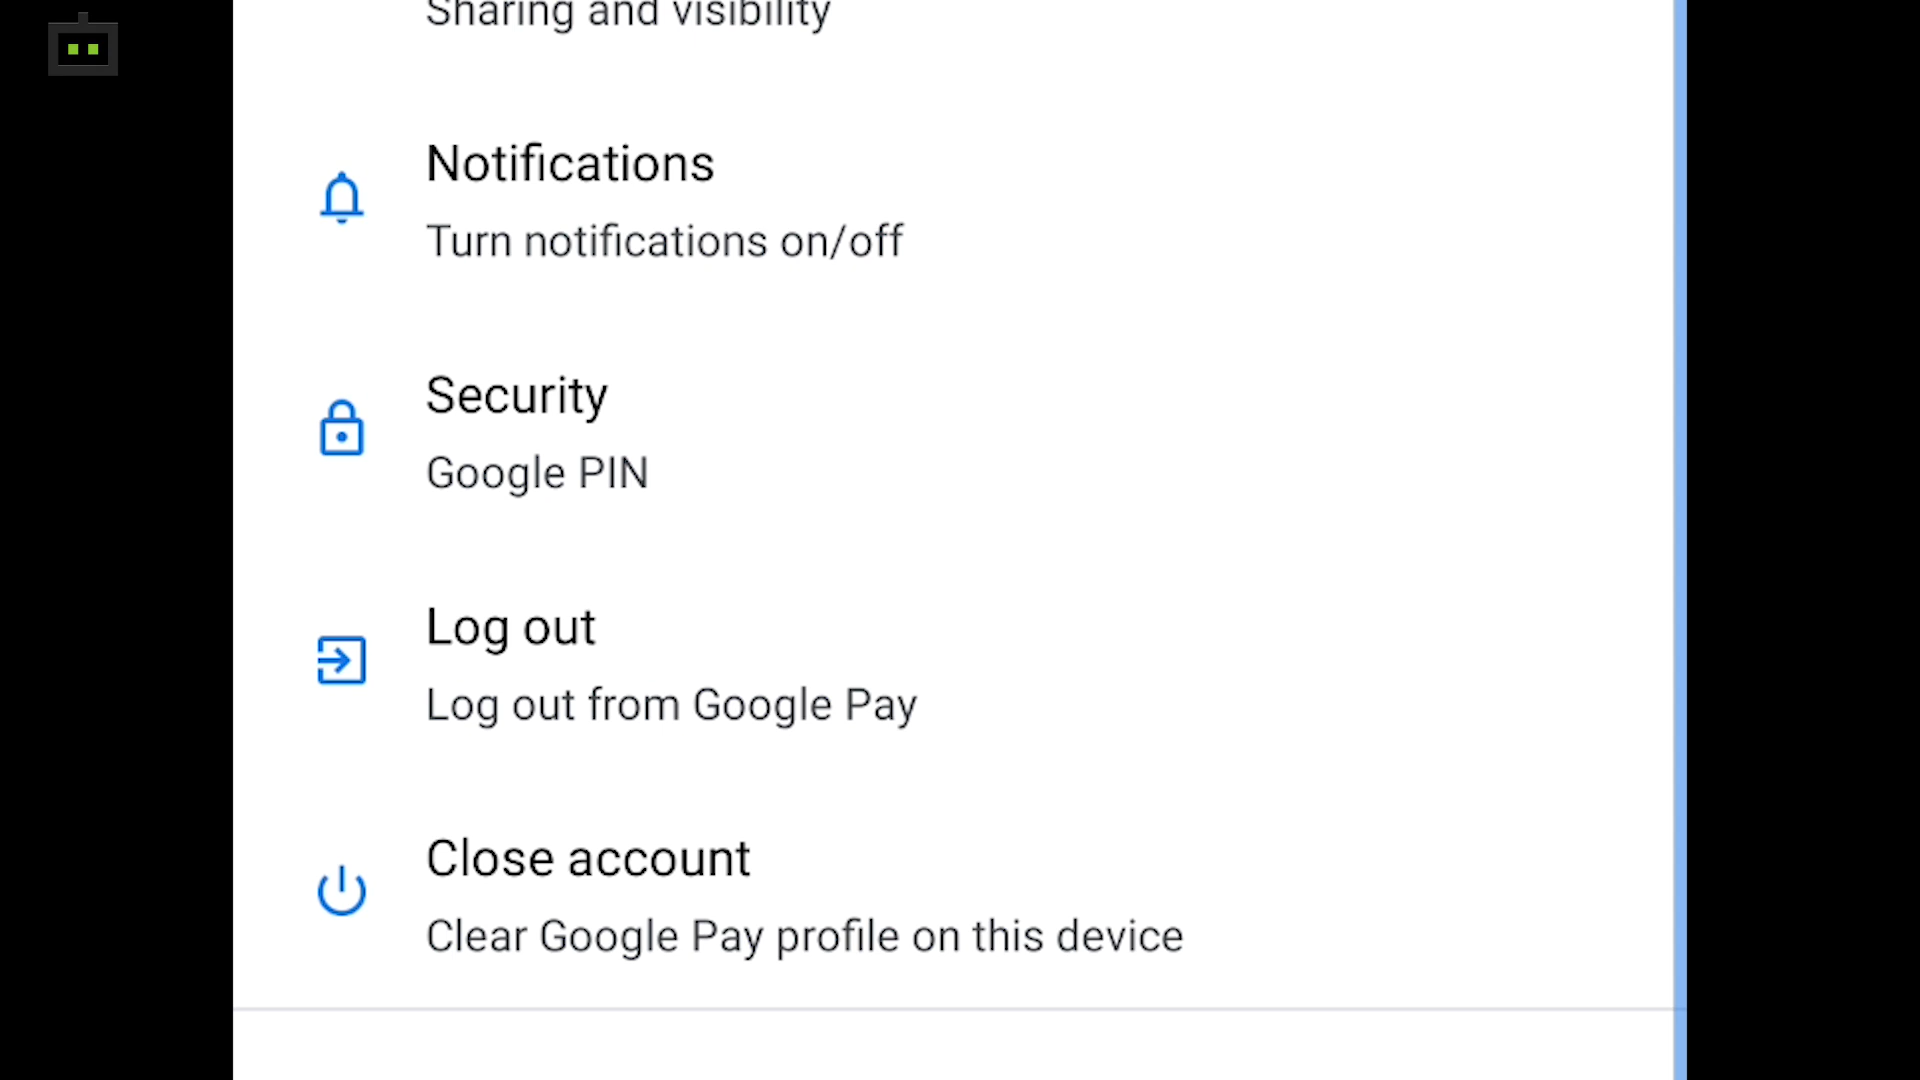 Sharing and visibility
Notifications
Turn notifications on/off
Security
Google PIN
Log out
Log out from Google Pay
Close account
Clear Google Pay profile on this device